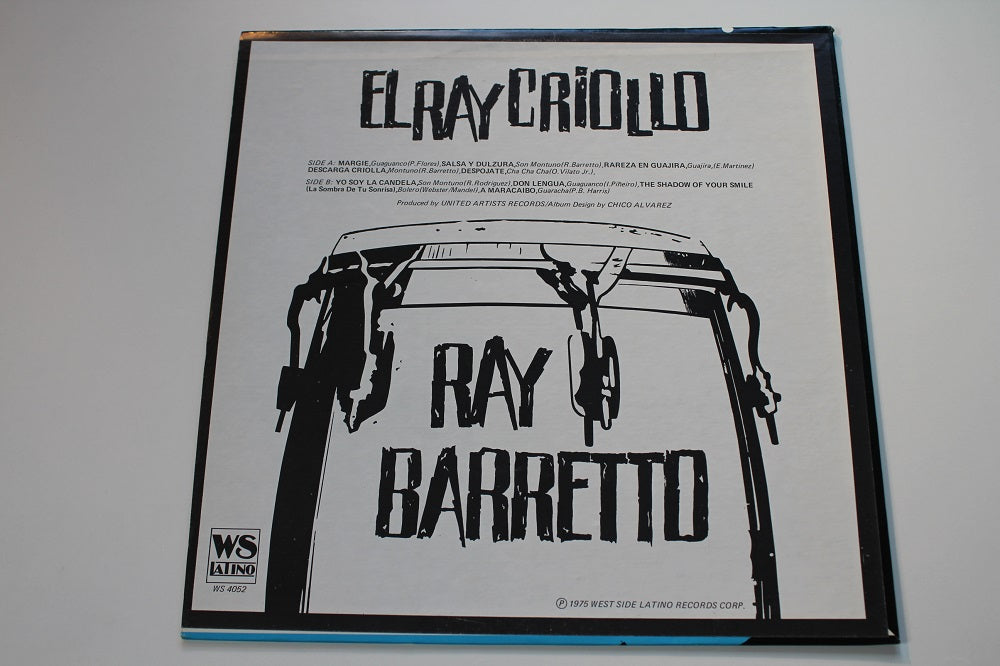 EL RAY CRIOLLO
SIDE A: MARGIE,Guaguanco(P.Flores),SALSA Y DULZURA,Son Montuno(R.Barretto),RAREZA EN GUAJIRA,Guajira,(E.Martinez)
DESCARGA CRIOLLA,Montuno(R.Barretto),DESPOJATE,Cha Cha Cha(O.Vilato Jr.),
SIDE B: YO SOY LA CANDELA,Son Montuno(R.Rodriguez),DON LENGUA,Guaguanco(I.Piñeiro),THE SHADOW OF YOUR SMILE
(La Sombra De Tu Sonrisa),Bolero(Webster/Mandel),A MARACAIBO,Guaracha(P.B. Harris)
Produced by UNITED ARTISTS RECORDS/Album Design by CHICO ALVAREZ
RAY
BARRETTO
WS
LATINO
WS 4052
Ⓟ 1975 WEST SIDE LATINO RECORDS CORP.